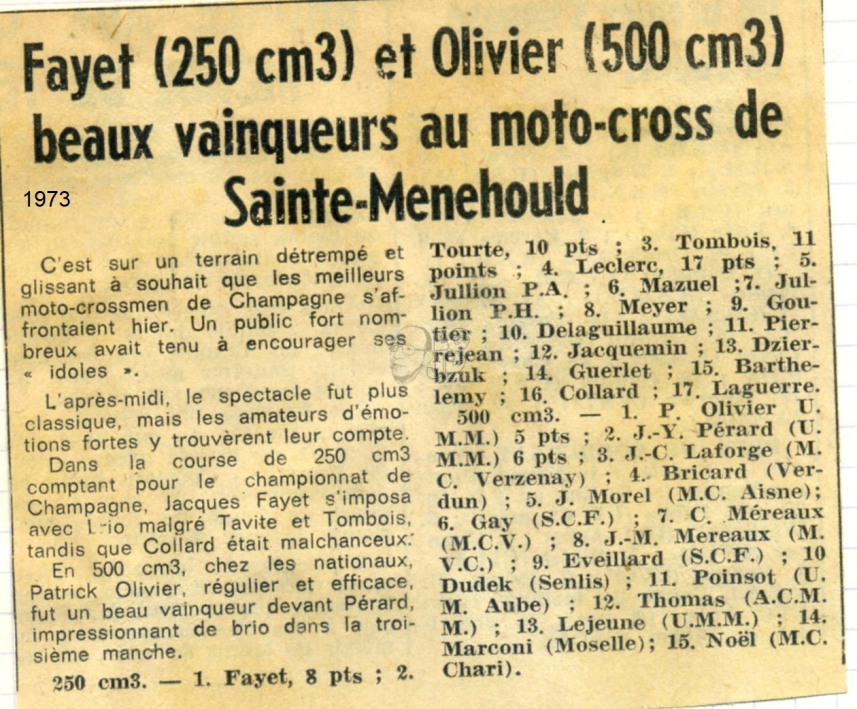 Fayet (250 cm3) et Olivier (500 cm3)
beaux vainqueurs au moto-cross de
Sainte-Menehould
1973
C'est sur un terrain détrempé et
glissant à souhait que les meilleurs
moto-crossmen de Champagne s'af-
frontaient hier. Un public fort nom-
breux avait tenu à encourager ses
« idoles ».
L'après-midi, le spectacle fut plus
classique, mais les amateurs d'émo-
tions fortes y trouvèrent leur compte.
Dans la course de 250 cm3
comptant pour le championnat de
Champagne, Jacques Fayet s'imposa
avec malgré Tavite et Tombois,
tandis que Collard était malchanceux.
En 500 cm3, chez les nationaux,
Patrick Olivier, régulier et efficace,
fut un beau vainqueur devant Pérard,
impressionnant de brio dans la troi-
sième manche.
250 cm3. — 1. Fayet, 8 pts ; 2.
Tourte, 10 pts ; 3. Tombois, 11
points ; 4. Leclerc, 17 pts ; 5.
Jullion P.A. ; 6. Mazuel ;7. Jul-
lion P.H. ; 8. Meyer ; 9. Gou-
tier ; 10. Delaguillaume ; 11. Pier-
rejean ; 12. Jacquemin ; 13. Dzier-
bzuk ; 14. Guerlet ; 15. Barthe-
lemy ; 16. Collard ; 17. Laguerre.
500 cm3. — 1. P. Olivier U.
M.M.) 5 pts ; 2. J.-Y. Pérard (U.
M.M.) 6 pts ; 3. J.-C. Laforge (M.
C. Verzenay) ; 4. Bricard (Ver-
dun) ; 5. J. Morel (M.C. Aisne);
6. Gay (S.C.F.) ; 7. C. Méreaux
(M.C.V.) ; 8. J.-M. Mereaux (M.
V.C.) ; 9. Eveillard (S.C.F.) ; 10
Dudek (Senlis) ; 11. Poinsot (U.
M. Aube) ; 12. Thomas (A.C.M.
M.) ; 13. Lejeune (U.M.M.) ; 14.
Marconi (Moselle); 15. Noël (M.C.
Chari).